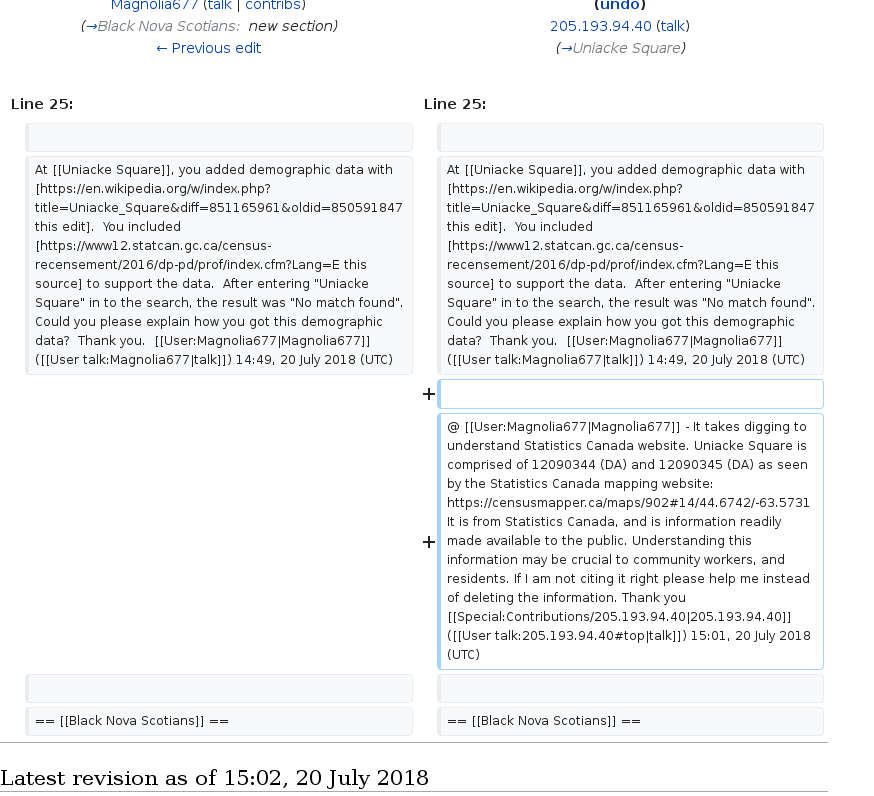 Magnolia677 (talk | contribs)
(→Black Nova Scotians: new section)
← Previous edit
(undo)
205.193.94.40 (talk)
(→Uniacke Square)
Line 25:
Line 25:
At [[Uniacke Square]], you added demographic data with
[https://en.wikipedia.org/w/index.php?
title=Uniacke_Square&diff=851165961&oldid=850591847
this edit].  You included
[https://www12.statcan.gc.ca/census-
recensement/2016/dp-pd/prof/index.cfm?Lang=E this
source] to support the data.  After entering "Uniacke
Square" in to the search, the result was "No match found".
Could you please explain how you got this demographic
data?  Thank you.  [[User:Magnolia677|Magnolia677]]
([[User talk:Magnolia677|talk]]) 14:49, 20 July 2018 (UTC)
At [[Uniacke Square]], you added demographic data with
[https://en.wikipedia.org/w/index.php?
title=Uniacke_Square&diff=851165961&oldid=850591847
this edit].  You included
[https://www12.statcan.gc.ca/census-
recensement/2016/dp-pd/prof/index.cfm?Lang=E this
source] to support the data.  After entering "Uniacke
Square" in to the search, the result was "No match found".
Could you please explain how you got this demographic
data?  Thank you.  [[User:Magnolia677|Magnolia677]]
([[User talk:Magnolia677|talk]]) 14:49, 20 July 2018 (UTC)
+
+
@ [[User:Magnolia677|Magnolia677]] - It takes digging to
understand Statistics Canada website. Uniacke Square is
comprised of 12090344 (DA) and 12090345 (DA) as seen
by the Statistics Canada mapping website:
https://censusmapper.ca/maps/902#14/44.6742/-63.5731
It is from Statistics Canada, and is information readily
made available to the public. Understanding this
information may be crucial to community workers, and
residents. If I am not citing it right please help me instead
of deleting the information. Thank you
[[Special:Contributions/205.193.94.40|205.193.94.40]]
([[User talk:205.193.94.40#top|talk]]) 15:01, 20 July 2018
(UTC)
== [[Black Nova Scotians]] ==
== [[Black Nova Scotians]] ==
Latest revision as of 15:02, 20 July 2018